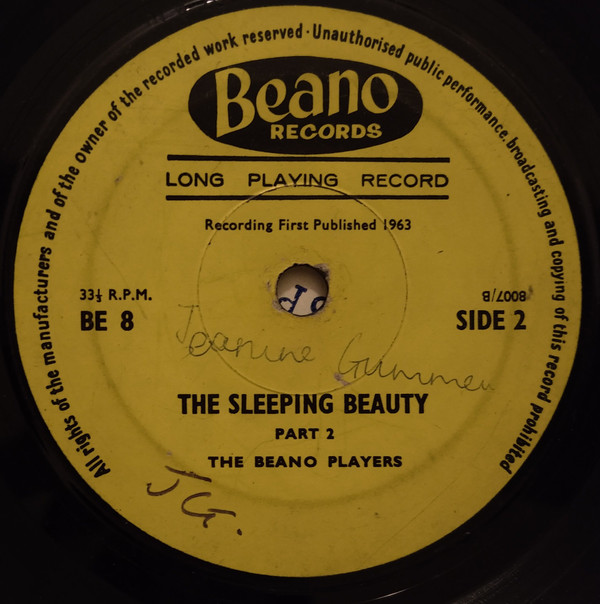 All rights of the manufacturers and of the owner of the recorded work reserved · Unauthorised public performance, broadcasting and copying of this record prohibited
Beano
RECORDS
LONG PLAYING RECORD
Recording First Published 1963
33⅓ R.P.M.
8007/B
BE 8
SIDE 2
Jeanine
THE SLEEPING BEAUTY
PART 2
THE BEANO PLAYERS
JG.